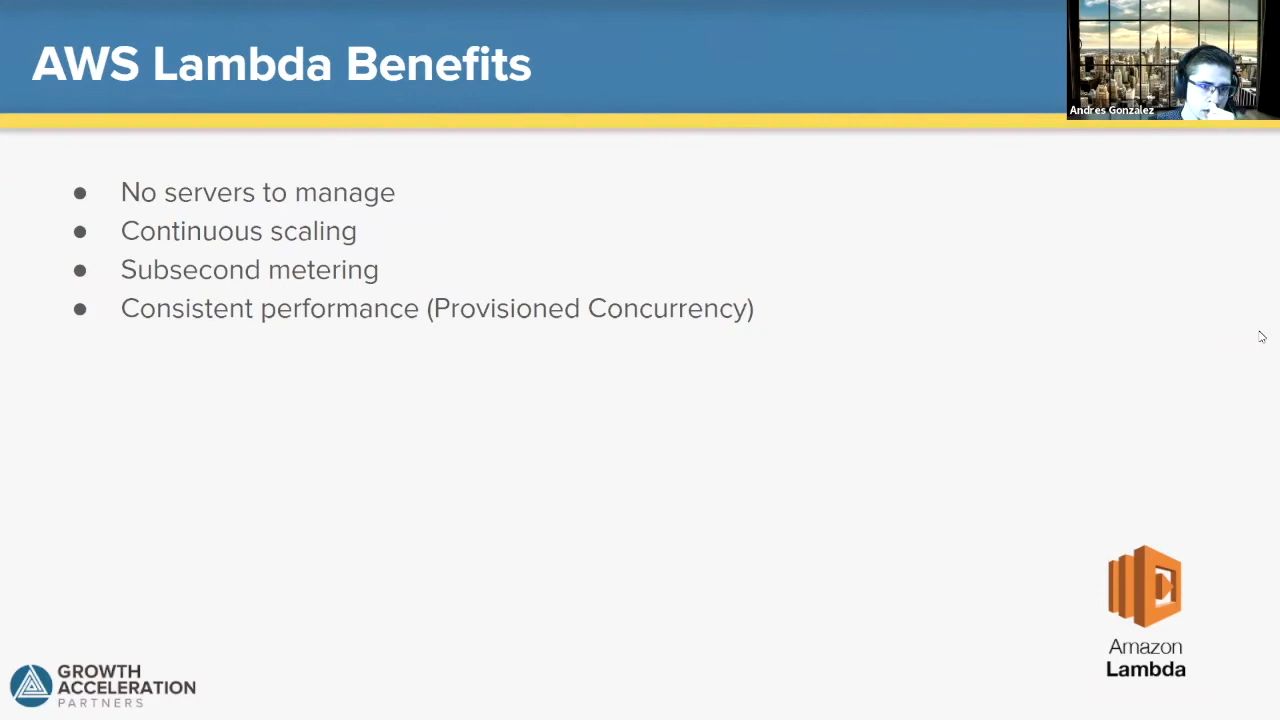 AWS Lambda Benefits
Andres Gonzalez
● No servers to manage
● Continuous scaling
● Subsecond metering
● Consistent performance (Provisioned Concurrency)
Amazon
Lambda
GROWTH
ACCELERATION
PARTNERS